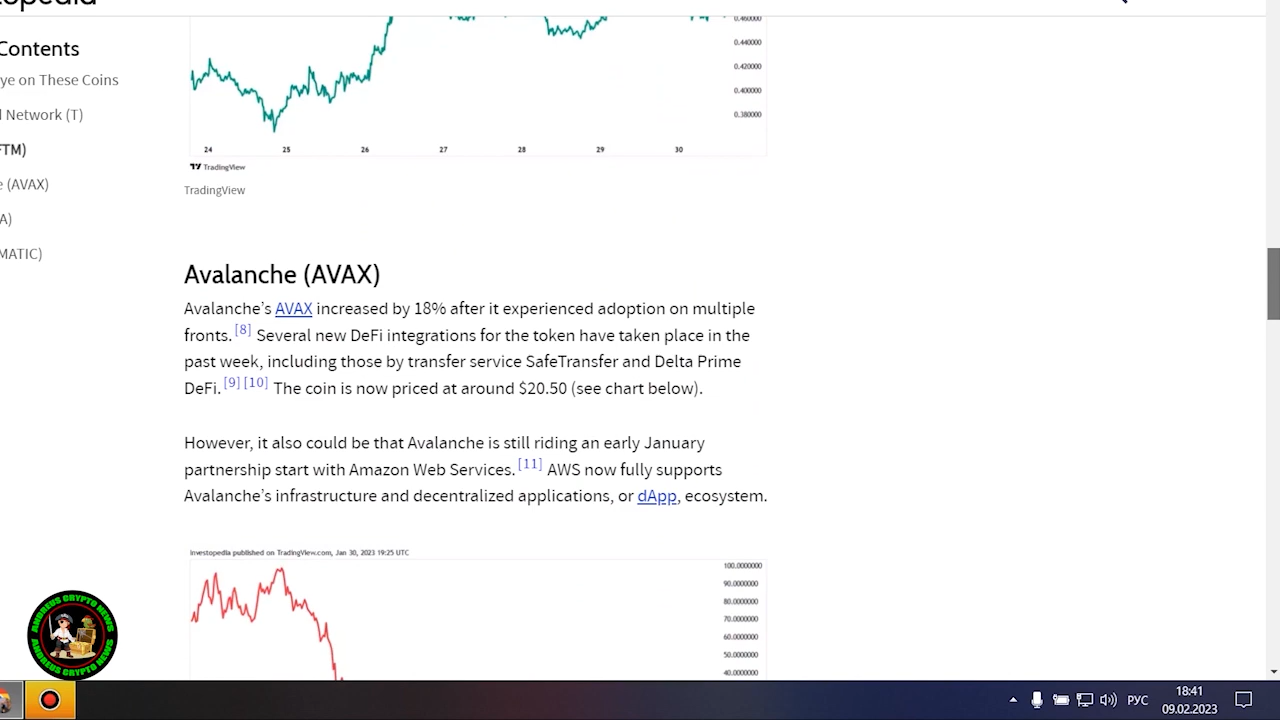 opedia
Contents
ye on These Coins
Network (T)
FTM)
(AVAX)
A)
MATIC)
0.460000
0.440000
0.420000
0.400000
0.380000
24 25 26 27 28 29 30
TradingView
TradingView
Avalanche (AVAX)
Avalanche’s AVAX increased by 18% after it experienced adoption on multiple
fronts.[8] Several new DeFi integrations for the token have taken place in the
past week, including those by transfer service SafeTransfer and Delta Prime
DeFi.[9][10] The coin is now priced at around $20.50 (see chart below).
However, it also could be that Avalanche is still riding an early January
partnership start with Amazon Web Services.[11] AWS now fully supports
Avalanche’s infrastructure and decentralized applications, or dApp, ecosystem.
Investopedia published on TradingView.com, Jan 30, 2023 19:25 UTC
100.0000000
90.0000000
80.0000000
70.0000000
60.0000000
50.0000000
40.0000000
ANDREUS CRYPTO NEWS
ANDREUS CRYPTO NEWS
РУС
18:41
09.02.2023